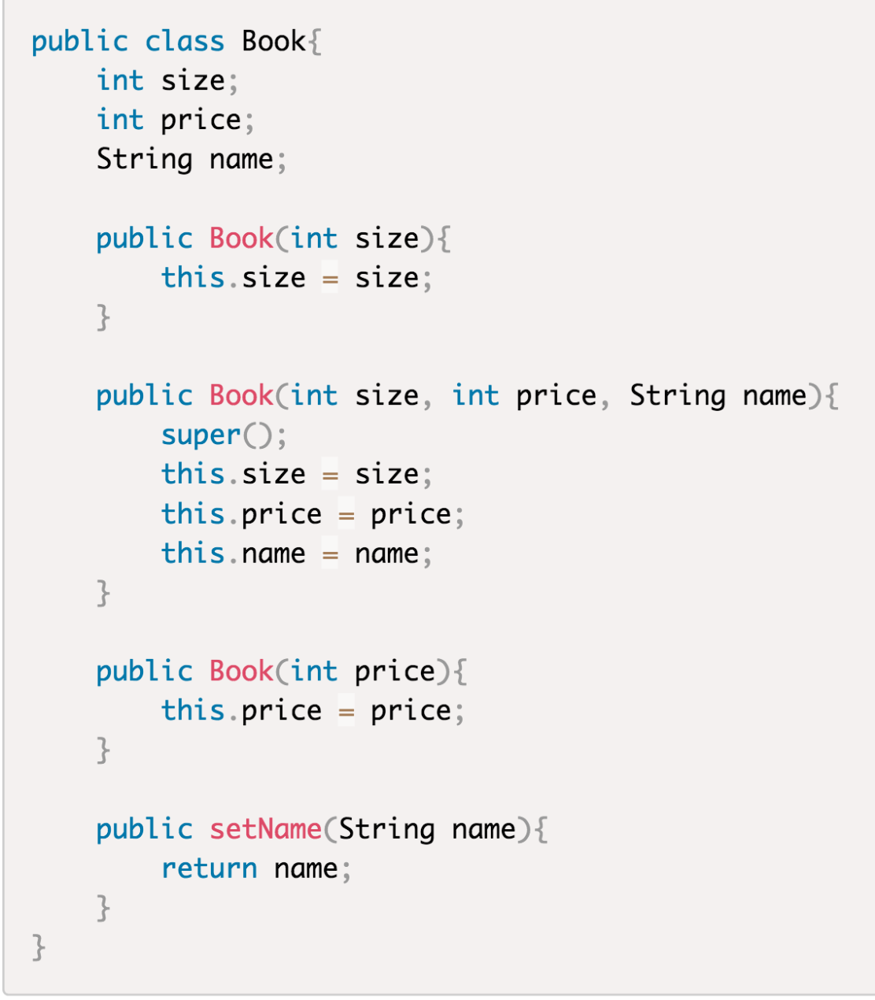 public class Book{
    int size;
    int price;
    String name;

    public Book(int size){
        this.size = size;
    }

    public Book(int size, int price, String name){
        super();
        this.size = size;
        this.price = price;
        this.name = name;
    }

    public Book(int price){
        this.price = price;
    }

    public setName(String name){
        return name;
    }
}